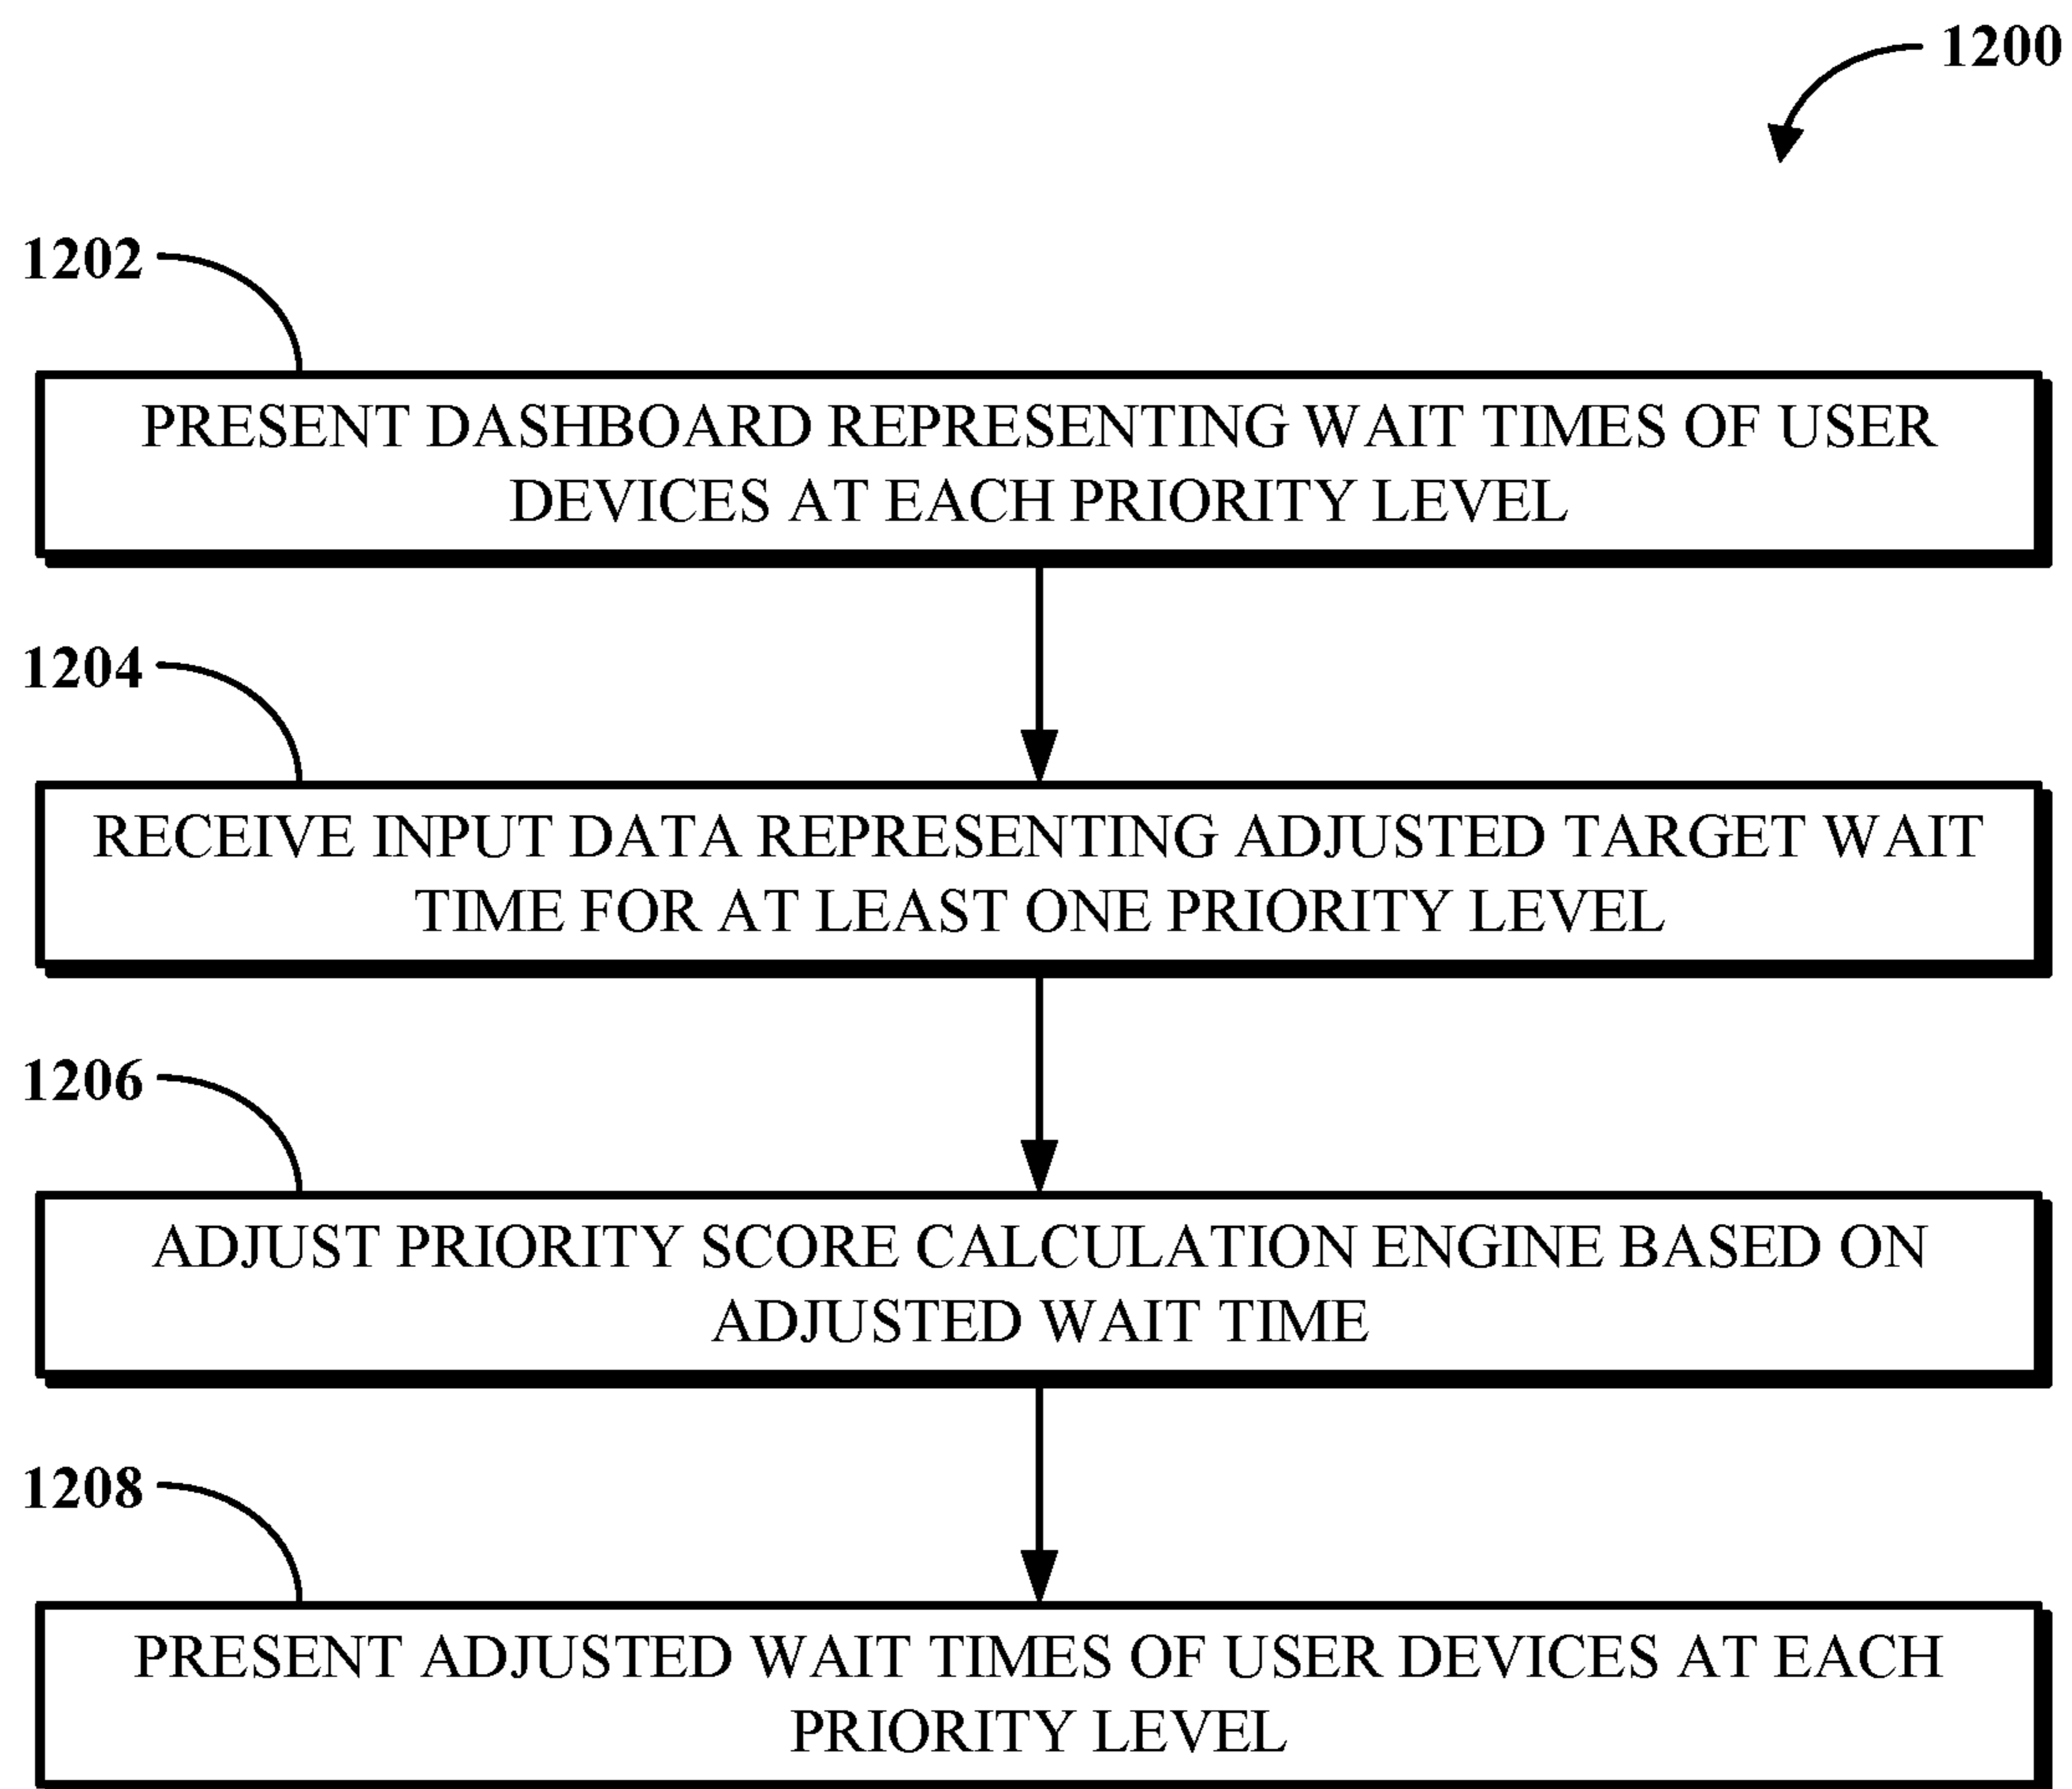 1200
1202
PRESENT DASHBOARD REPRESENTING WAIT TIMES OF USER
DEVICES AT EACH PRIORITY LEVEL
1204
RECEIVE INPUT DATA REPRESENTING ADJUSTED TARGET WAIT
TIME FOR AT LEAST ONE PRIORITY LEVEL
1206
ADJUST PRIORITY SCORE CALCULATION ENGINE BASED ON
ADJUSTED WAIT TIME
1208
PRESENT ADJUSTED WAIT TIMES OF USER DEVICES AT EACH
PRIORITY LEVEL